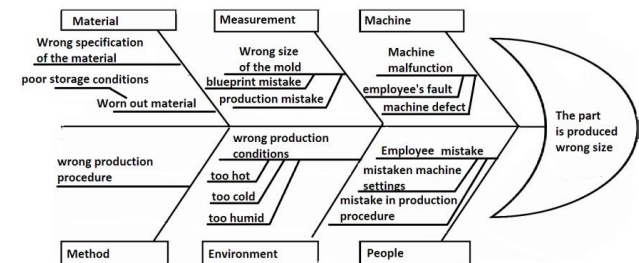 Material
Measurement
Machine
Wrong specification
of the material
poor storage conditions
Worn out material
Wrong size
of the mold
blueprint mistake
production mistake
Machine
malfunction
employee's fault
machine defect
The part
is produced
wrong size
wrong production
procedure
wrong production
conditions
too hot
too cold
too humid
Employee mistake
mistaken machine
settings
mistake in production
procedure
Method
Environment
People